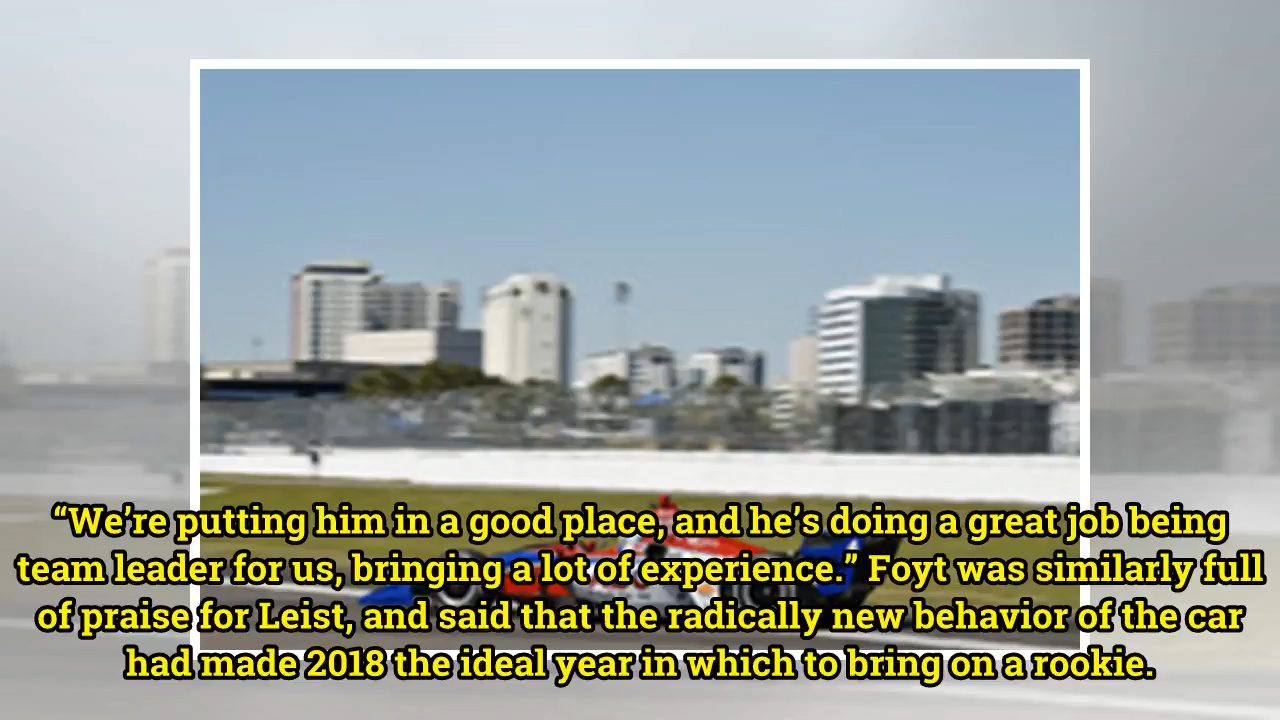 “We’re putting him in a good place, and he’s doing a great job being
team leader for us, bringing a lot of experience.” Foyt was similarly full
of praise for Leist, and said that the radically new behavior of the car
had made 2018 the ideal year in which to bring on a rookie.